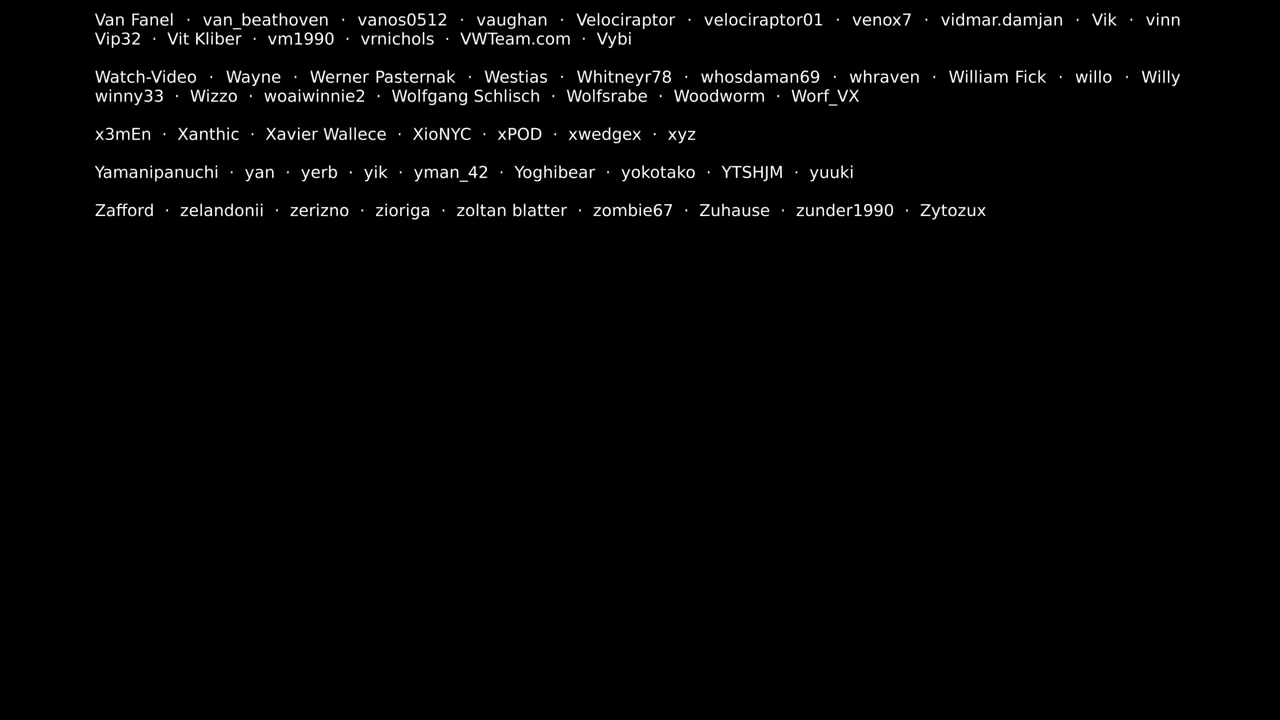 Van Fanel · van_beathoven · vanos0512 · vaughan · Velociraptor · velociraptor01 · venox7 · vidmar.damjan · Vik · vinn
Vip32 · Vit Kliber · vm1990 · vrnichols · VWTeam.com · Vybi
Watch-Video · Wayne · Werner Pasternak · Westias · Whitneyr78 · whosdaman69 · whraven · William Fick · willo · Willy
winny33 · Wizzo · woaiwinnie2 · Wolfgang Schlisch · Wolfsrabe · Woodworm · Worf_VX
x3mEn · Xanthic · Xavier Wallece · XioNYC · xPOD · xwedgex · xyz
Yamanipanuchi · yan · yerb · yik · yman_42 · Yoghibear · yokotako · YTSHJM · yuuki
Zafford · zelandonii · zerizno · zioriga · zoltan blatter · zombie67 · Zuhause · zunder1990 · Zytozux